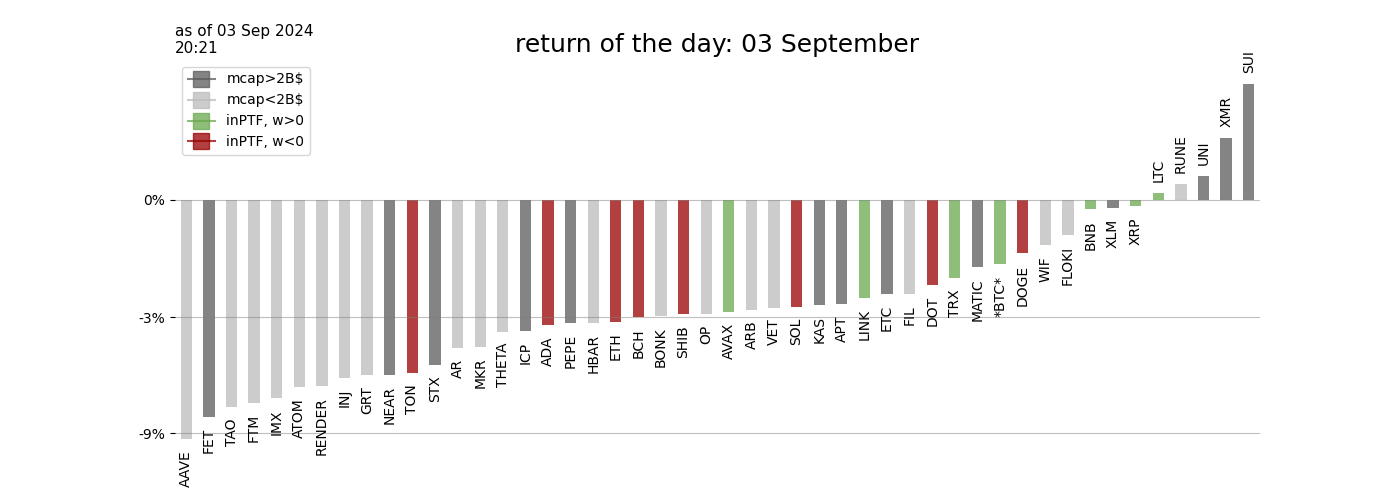 as of 03 Sep 2024
20:21
return of the day: 03 September
mcap>2B$
mcap<2B$
inPTF, w>0
inPTF, w<0
0%
-3%
-9%
AAVE
FET
TAO
FTM
IMX
ATOM
RENDER
INJ
GRT
NEAR
TON
STX
AR
MKR
THETA
ICP
ADA
PEPE
HBAR
ETH
BCH
BONK
SHIB
OP
AVAX
ARB
VET
SOL
KAS
APT
LINK
ETC
FIL
DOT
TRX
MATIC
*BTC*
DOGE
WIF
FLOKI
BNB
XLM
XRP
LTC
RUNE
UNI
XMR
SUI